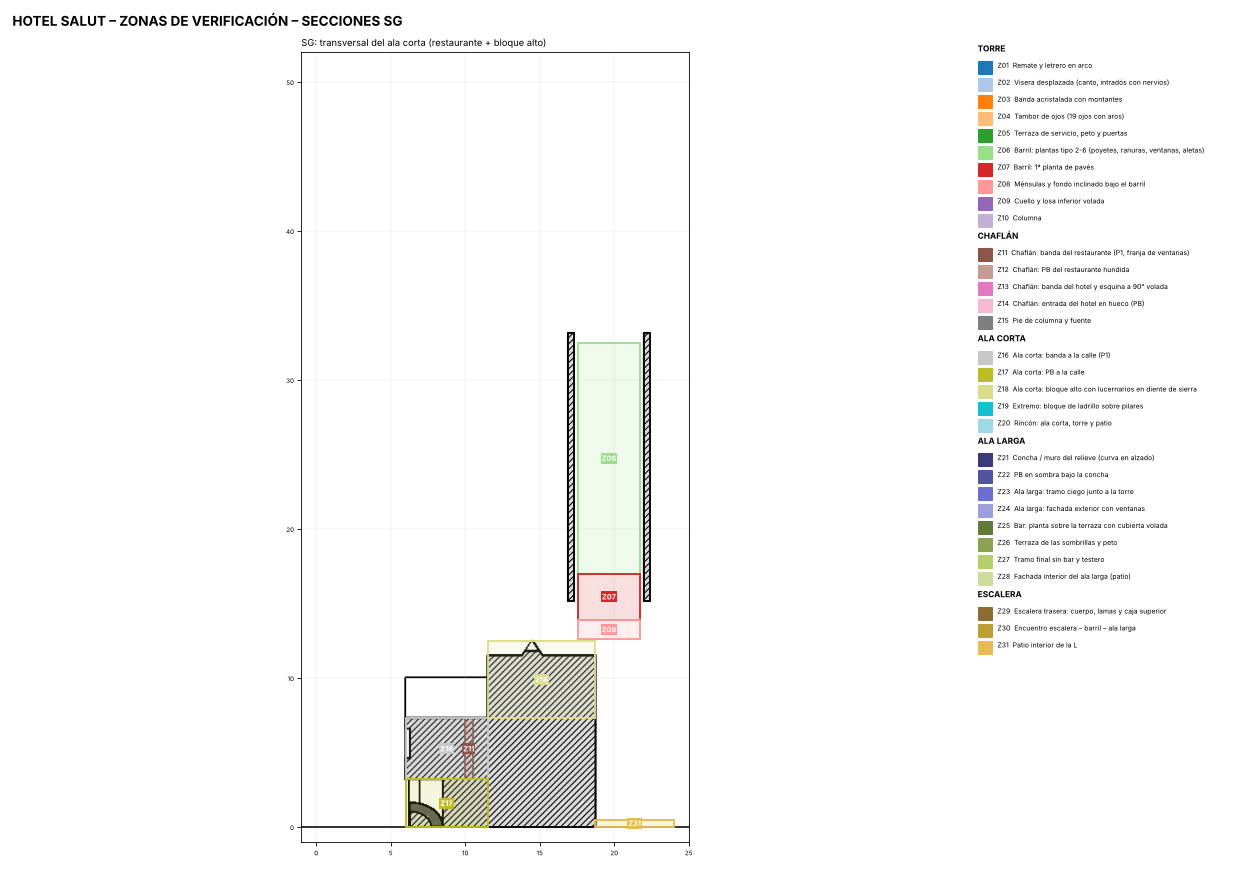 HOTEL SALUT – ZONAS DE VERIFICACIÓN – SECCIONES SG
SG: transversal del ala corta (restaurante + bloque alto)
50
40
30
20
10
0
0 5 10 15 20 25
Z06
Z07
Z08
Z18
Z16 Z11
Z17
Z31
TORRE
Z01 Remate y letrero en arco
Z02 Visera desplazada (canto, intradós con nervios)
Z03 Banda acristalada con montantes
Z04 Tambor de ojos (19 ojos con aros)
Z05 Terraza de servicio, peto y puertas
Z06 Barril: plantas tipo 2-6 (poyetes, ranuras, ventanas, aletas)
Z07 Barril: 1ª planta de pavés
Z08 Ménsulas y fondo inclinado bajo el barril
Z09 Cuello y losa inferior volada
Z10 Columna
CHAFLÁN
Z11 Chaflán: banda del restaurante (P1, franja de ventanas)
Z12 Chaflán: PB del restaurante hundida
Z13 Chaflán: banda del hotel y esquina a 90° volada
Z14 Chaflán: entrada del hotel en hueco (PB)
Z15 Pie de columna y fuente
ALA CORTA
Z16 Ala corta: banda a la calle (P1)
Z17 Ala corta: PB a la calle
Z18 Ala corta: bloque alto con lucernarios en diente de sierra
Z19 Extremo: bloque de ladrillo sobre pilares
Z20 Rincón: ala corta, torre y patio
ALA LARGA
Z21 Concha / muro del relieve (curva en alzado)
Z22 PB en sombra bajo la concha
Z23 Ala larga: tramo ciego junto a la torre
Z24 Ala larga: fachada exterior con ventanas
Z25 Bar: planta sobre la terraza con cubierta volada
Z26 Terraza de las sombrillas y peto
Z27 Tramo final sin bar y testero
Z28 Fachada interior del ala larga (patio)
ESCALERA
Z29 Escalera trasera: cuerpo, lamas y caja superior
Z30 Encuentro escalera – barril – ala larga
Z31 Patio interior de la L